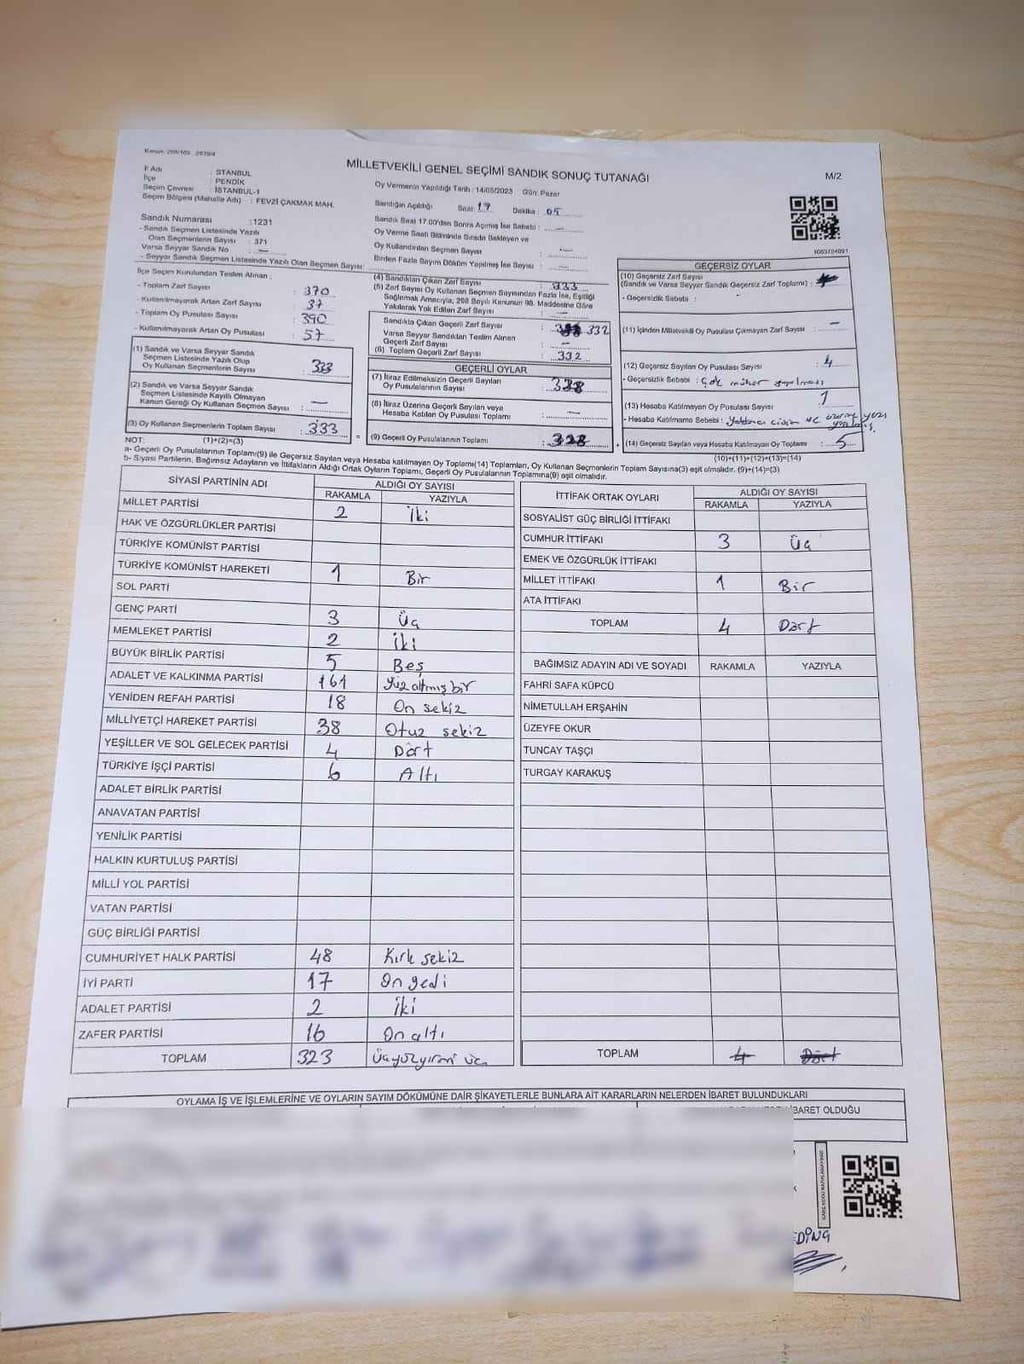 MİLLETVEKİLİ GENEL SEÇİMİ SANDIK SONUÇ TUTANAĞI
M/2
İl Adı : İSTANBUL
İlçe : PENDİK
Seçim Çevresi : İSTANBUL-1
Seçim Bölgesi (Mahalle Adı) : FEVZİ ÇAKMAK MAH.
Oy Vermenin Yapıldığı Tarih : 14/05/2023 Gün: Pazar
Sandığın Açıldığı Saat: 17 Dakika : 05
Sandık Numarası : 1231
- Sandık Seçmen Listesinde Yazılı
Olan Seçmenlerin Sayısı : 371
Varsa Seyyar Sandık No : —
- Seyyar Sandık Seçmen Listesinde Yazılı Olan Seçmen Sayısı:
Sandık Saat 17.00'den Sonra Açılmış İse Sebebi : —
Oy Verme Saati Bitiminde Sırada Bekleyen ve
Oy Kullandırılan Seçmen Sayısı : —
Birden Fazla Sayım Döküm Yapılmış İse Sayısı : —
İlçe Seçim Kurulundan Teslim Alınan :
- Toplam Zarf Sayısı : 370
- Kullanılmayarak Artan Zarf Sayısı : 37
- Toplam Oy Pusulası Sayısı : 390
- Kullanılmayarak Artan Oy Pusulası : 57
(1) Sandık ve Varsa Seyyar Sandık
Seçmen Listesinde Yazılı Olup
Oy Kullanan Seçmenlerin Sayısı : 333
(2) Sandık ve Varsa Seyyar Sandık
Seçmen Listesinde Kayıtlı Olmayan
Kanun Gereği Oy Kullanan Seçmen Sayısı : —
(3) Oy Kullanan Seçmenlerin Toplam Sayısı : 333
(4) Sandıktan Çıkan Zarf Sayısı : 333
(5) Zarf Sayısı Oy Kullanan Seçmen Sayısından Fazla İse, Eşitliği
Sağlamak Amacıyla, 298 Sayılı Kanunun 98. Maddesine Göre
Yakılarak Yok Edilen Zarf Sayısı : —
Sandıkta Çıkan Geçerli Zarf Sayısı : 332
Varsa Seyyar Sandıktan Teslim Alınan
Geçerli Zarf Sayısı : —
(6) Toplam Geçerli Zarf Sayısı : 332
GEÇERLİ OYLAR
(7) İtiraz Edilmeksizin Geçerli Sayılan
Oy Pusulalarının Sayısı : 328
(8) İtiraz Üzerine Geçerli Sayılan veya
Hesaba Katılan Oy Pusulası Toplamı : —
(9) Geçerli Oy Pusulalarının Toplamı : 328
GEÇERSİZ OYLAR
(10) Geçersiz Zarf Sayısı
(Sandık ve Varsa Seyyar Sandık Geçersiz Zarf Toplamı) :
- Geçersizlik Sebebi :
(11) İçinden Milletvekili Oy Pusulası Çıkmayan Zarf Sayısı : —
(12) Geçersiz Sayılan Oy Pusulası Sayısı : 4
- Geçersizlik Sebebi : Çok mühür
(13) Hesaba Katılmayan Oy Pusulası Sayısı : 1
- Hesaba Katılmama Sebebi :
(14) Geçersiz Sayılan veya Hesaba Katılmayan Oy Toplamı : 5
NOT: (1)+(2)=(3)
(10)+(11)+(12)+(13)=(14)
a- Geçerli Oy Pusulalarının Toplamı(9) ile Geçersiz Sayılan veya Hesaba katılmayan Oy Toplamı(14) Toplamları, Oy Kullanan Seçmenlerin Toplam Sayısına(3) eşit olmalıdır. (9)+(14)=(3)
b- Siyasi Partilerin, Bağımsız Adayların ve İttifakların Aldığı Ortak Oyların Toplamı, Geçerli Oy Pusulalarının Toplamına(9) eşit olmalıdır.
SİYASİ PARTİNİN ADI ALDIĞI OY SAYISI
RAKAMLA YAZIYLA
MİLLET PARTİSİ 2 İki
HAK VE ÖZGÜRLÜKLER PARTİSİ
TÜRKİYE KOMÜNİST PARTİSİ
TÜRKİYE KOMÜNİST HAREKETİ 1 Bir
SOL PARTİ
GENÇ PARTİ 3 Üç
MEMLEKET PARTİSİ 2 İki
BÜYÜK BİRLİK PARTİSİ 5 Beş
ADALET VE KALKINMA PARTİSİ 161 Yüz altmış bir
YENİDEN REFAH PARTİSİ 18 On sekiz
MİLLİYETÇİ HAREKET PARTİSİ 38 Otuz sekiz
YEŞİLLER VE SOL GELECEK PARTİSİ 4 Dört
TÜRKİYE İŞÇİ PARTİSİ 6 Altı
ADALET BİRLİK PARTİSİ
ANAVATAN PARTİSİ
YENİLİK PARTİSİ
HALKIN KURTULUŞ PARTİSİ
MİLLİ YOL PARTİSİ
VATAN PARTİSİ
GÜÇ BİRLİĞİ PARTİSİ
CUMHURİYET HALK PARTİSİ 48 Kırk sekiz
İYİ PARTİ 17 On yedi
ADALET PARTİSİ 2 İki
ZAFER PARTİSİ 16 On altı
TOPLAM 323 Üçyüzyirmi üç
İTTİFAK ORTAK OYLARI ALDIĞI OY SAYISI
RAKAMLA YAZIYLA
SOSYALİST GÜÇ BİRLİĞİ İTTİFAKI
CUMHUR İTTİFAKI 3 Üç
EMEK VE ÖZGÜRLÜK İTTİFAKI
MİLLET İTTİFAKI 1 Bir
ATA İTTİFAKI
TOPLAM 4 Dört
BAĞIMSIZ ADAYIN ADI VE SOYADI RAKAMLA YAZIYLA
FAHRİ SAFA KÜPCÜ
NİMETULLAH ERŞAHİN
ÜZEYFE OKUR
TUNCAY TAŞÇI
TURGAY KARAKUŞ
TOPLAM 4 Dört
OYLAMA İŞ VE İŞLEMLERİNE VE OYLARIN SAYIM DÖKÜMÜNE DAİR ŞİKAYETLERLE BUNLARA AİT KARARLARIN NELERDEN İBARET BULUNDUKLARI
İBARET OLDUĞU